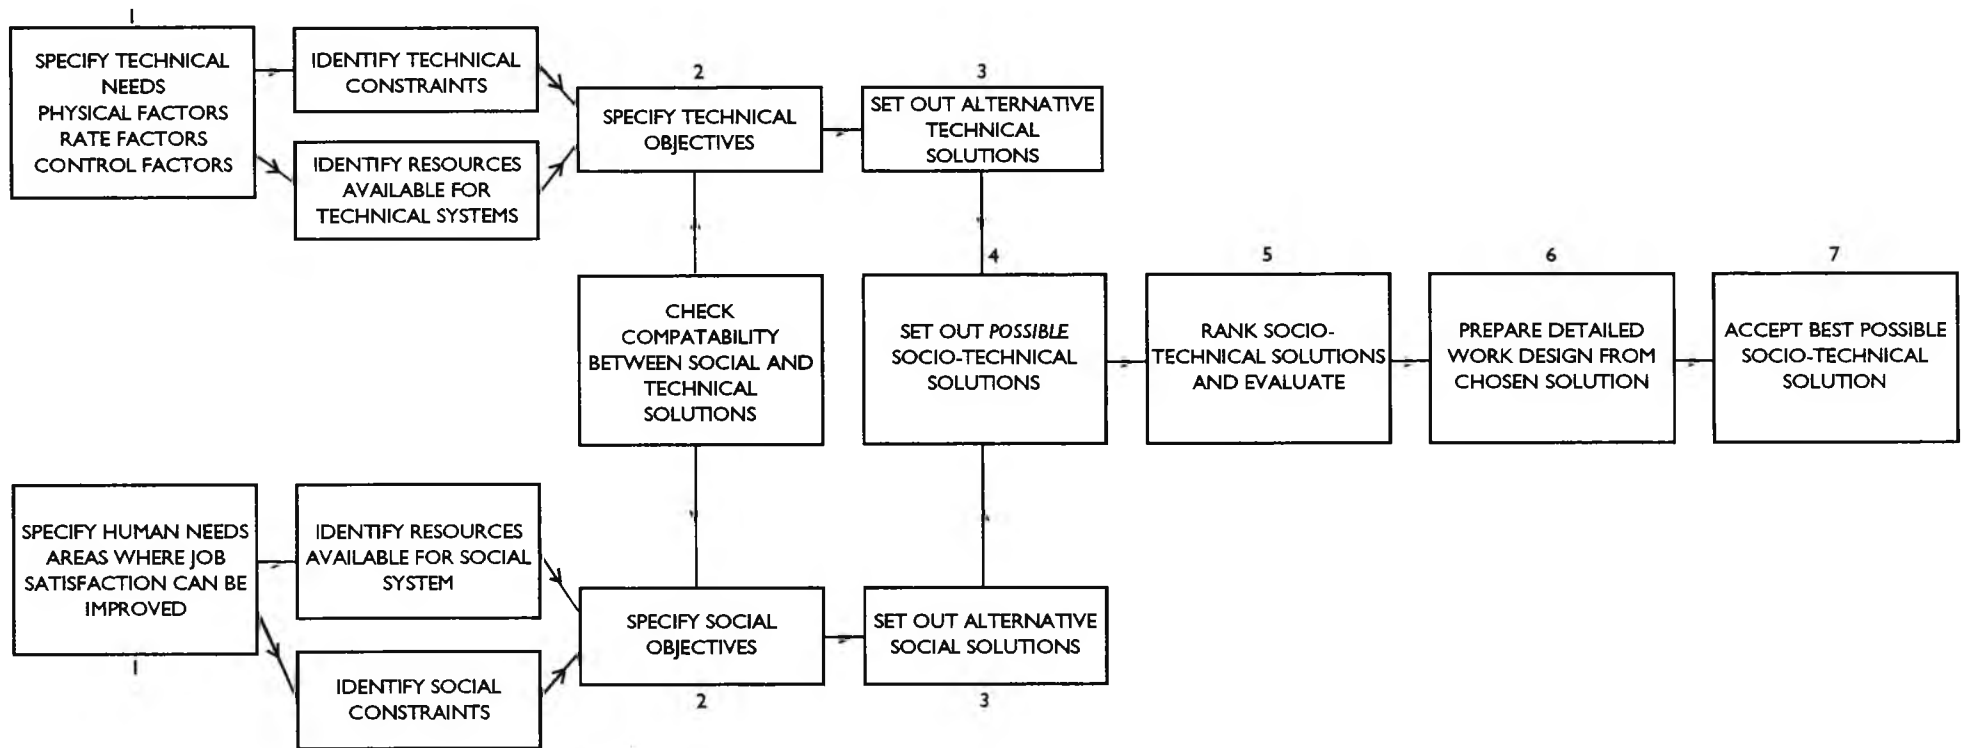 1
SPECIFY TECHNICAL
NEEDS
PHYSICAL FACTORS
RATE FACTORS
CONTROL FACTORS
IDENTIFY TECHNICAL
CONSTRAINTS
IDENTIFY RESOURCES
AVAILABLE FOR
TECHNICAL SYSTEMS
2
SPECIFY TECHNICAL
OBJECTIVES
3
SET OUT ALTERNATIVE
TECHNICAL
SOLUTIONS
CHECK
COMPATABILITY
BETWEEN SOCIAL AND
TECHNICAL
SOLUTIONS
4
SET OUT POSSIBLE
SOCIO-TECHNICAL
SOLUTIONS
5
RANK SOCIO-
TECHNICAL SOLUTIONS
AND EVALUATE
6
PREPARE DETAILED
WORK DESIGN FROM
CHOSEN SOLUTION
7
ACCEPT BEST POSSIBLE
SOCIO-TECHNICAL
SOLUTION
SPECIFY HUMAN NEEDS
AREAS WHERE JOB
SATISFACTION CAN BE
IMPROVED
1
IDENTIFY RESOURCES
AVAILABLE FOR SOCIAL
SYSTEM
IDENTIFY SOCIAL
CONSTRAINTS
SPECIFY SOCIAL
OBJECTIVES
2
SET OUT ALTERNATIVE
SOCIAL SOLUTIONS
3